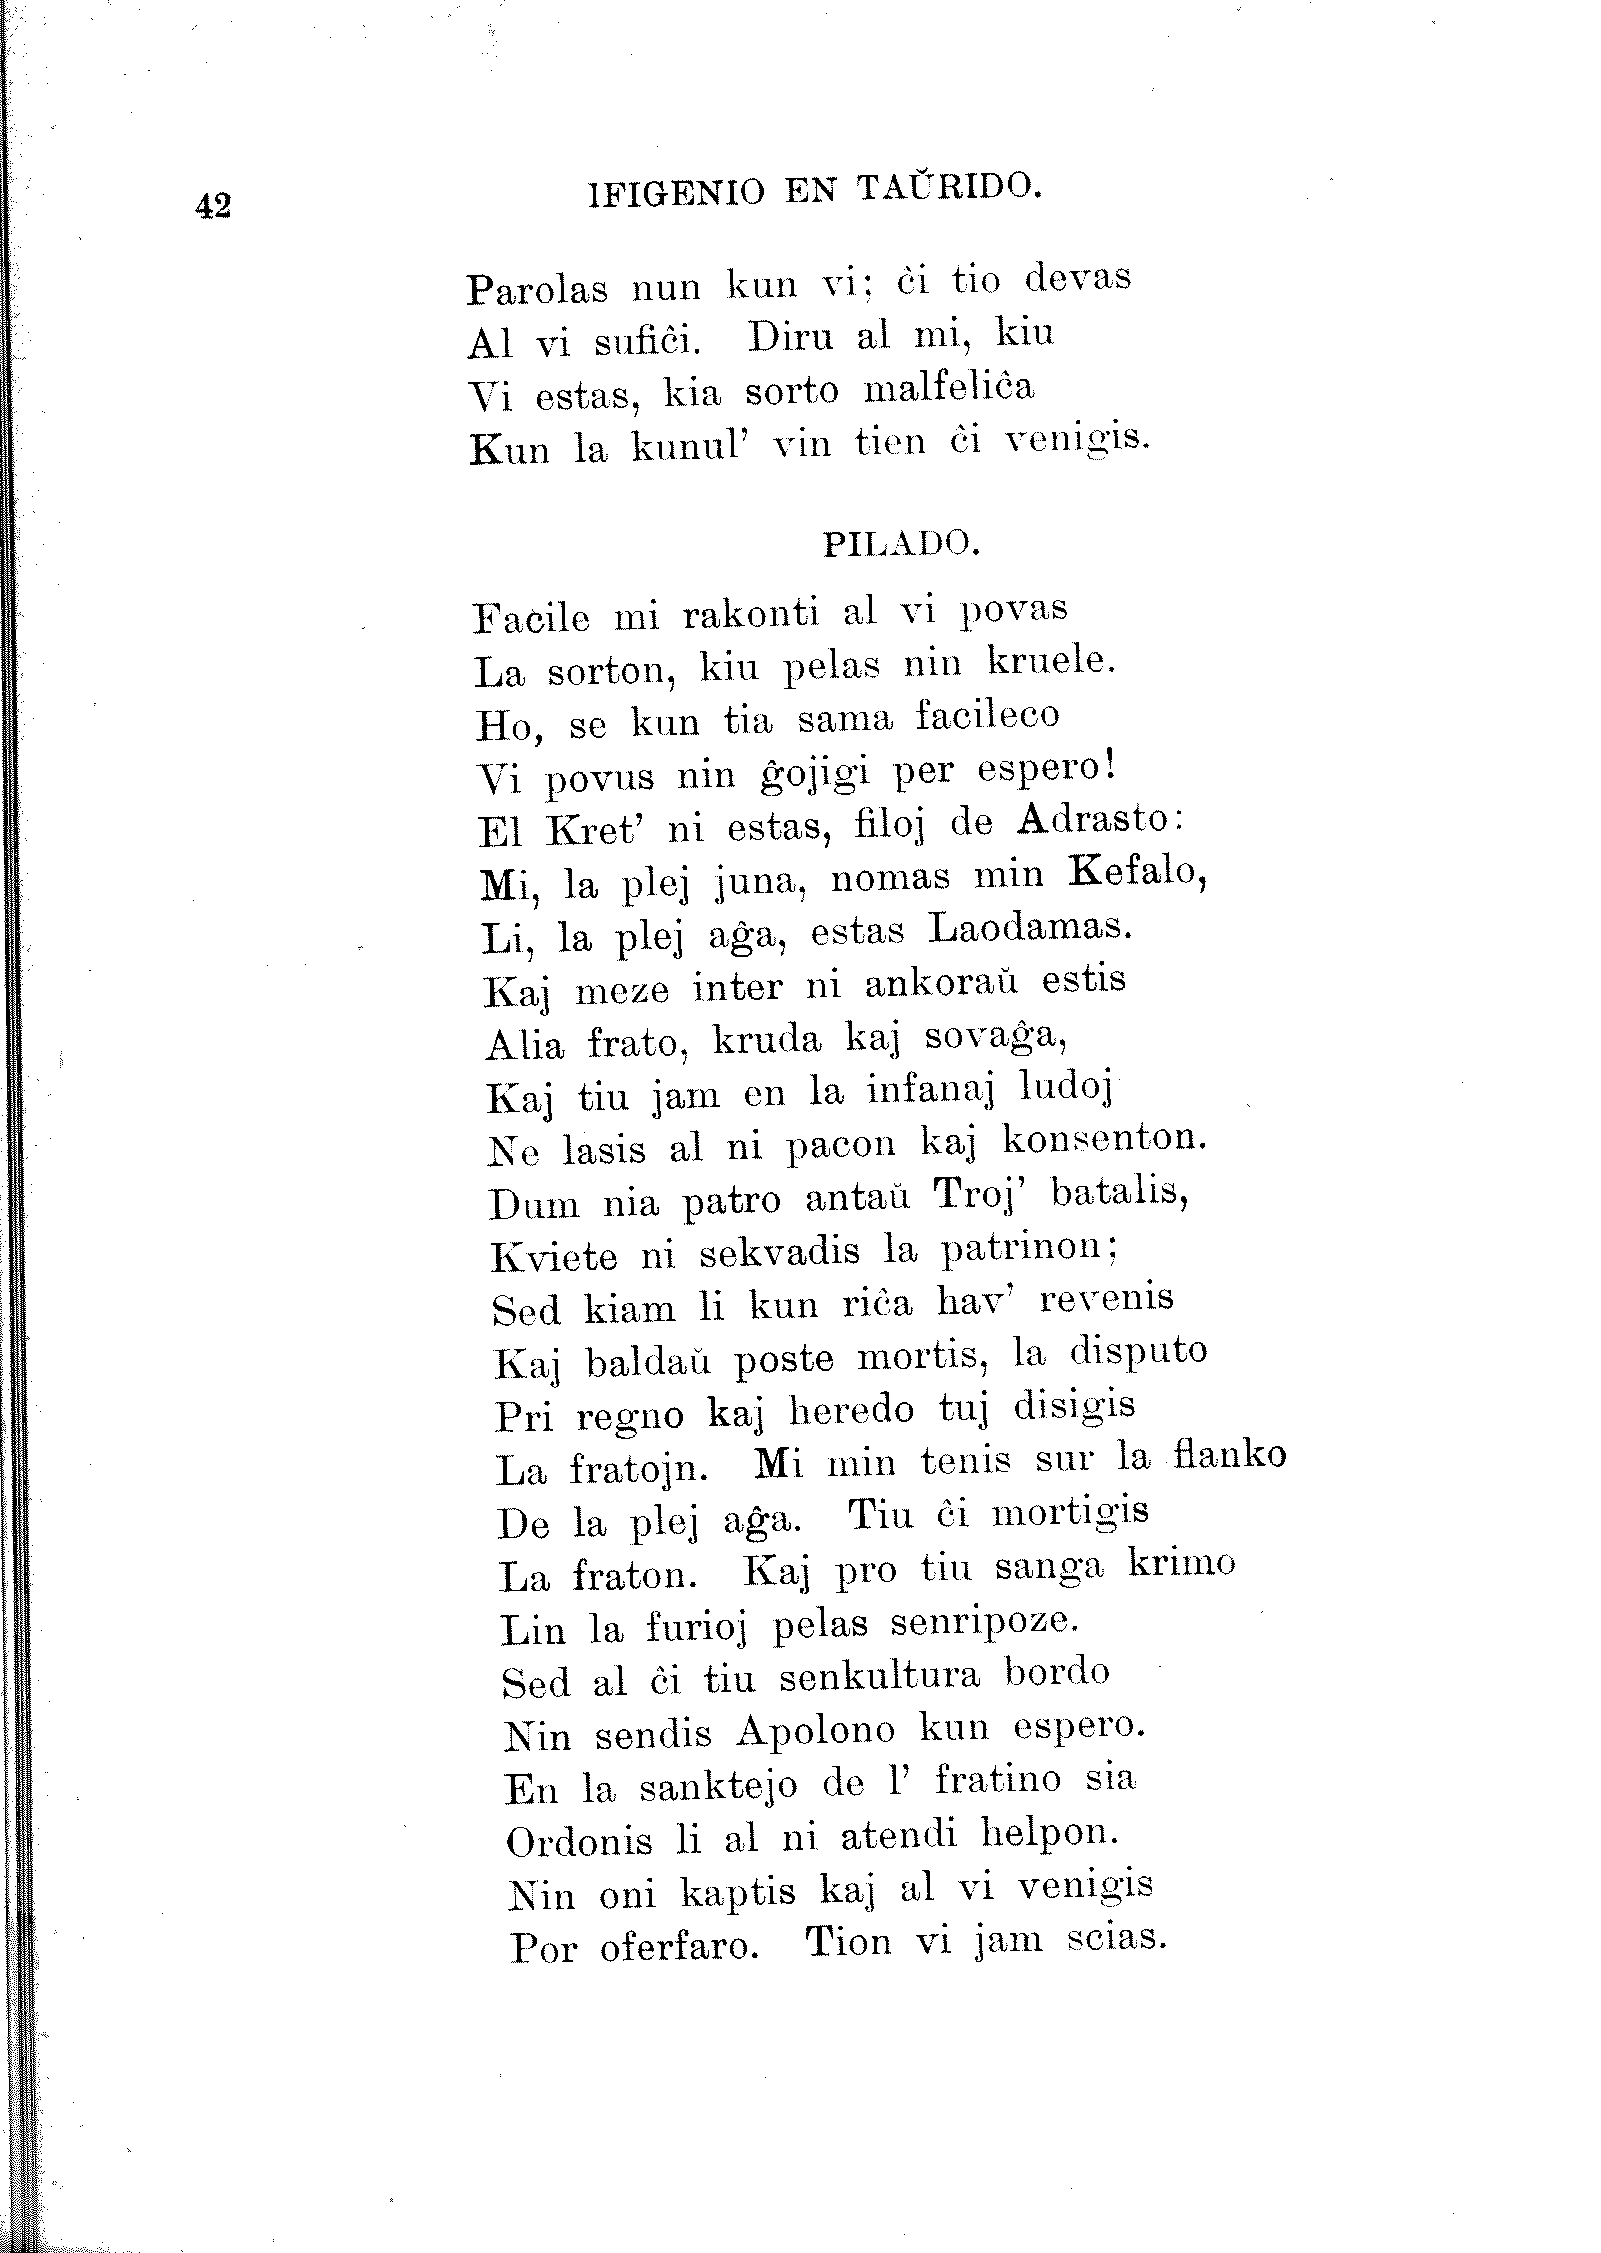 42
IFIGENIO EN TAŬRIDO.
Parolas nun kun vi; ĉi tio devas
Al vi sufiĉi. Diru al mi, kiu
Vi estas, kia sorto malfeliĉa
Kun la kunul’ vin tien ĉi venigis.
PILADO.
Facile mi rakonti al vi povas
La sorton, kiu pelas nin kruele.
Ho, se kun tia sama facileco
Vi povus nin ĝojigi per espero!
El Kret’ ni estas, filoj de Adrasto:
Mi, la plej juna, nomas min Kefalo,
Li, la plej aĝa, estas Laodamas.
Kaj meze inter ni ankoraŭ estis
Alia frato, kruda kaj sovaĝa,
Kaj tiu jam en la infanaj ludoj
Ne lasis al ni pacon kaj konsenton.
Dum nia patro antaŭ Troj’ batalis,
Kviete ni sekvadis la patrinon;
Sed kiam li kun riĉa hav’ revenis
Kaj baldaŭ poste mortis, la disputo
Pri regno kaj heredo tuj disigis
La fratojn. Mi min tenis sur la flanko
De la plej aĝa. Tiu ĉi mortigis
La fraton. Kaj pro tiu sanga krimo
Lin la furioj pelas senripoze.
Sed al ĉi tiu senkultura bordo
Nin sendis Apolono kun espero.
En la sanktejo de l’ fratino sia
Ordonis li al ni atendi helpon.
Nin oni kaptis kaj al vi venigis
Por oferfaro. Tion vi jam scias.